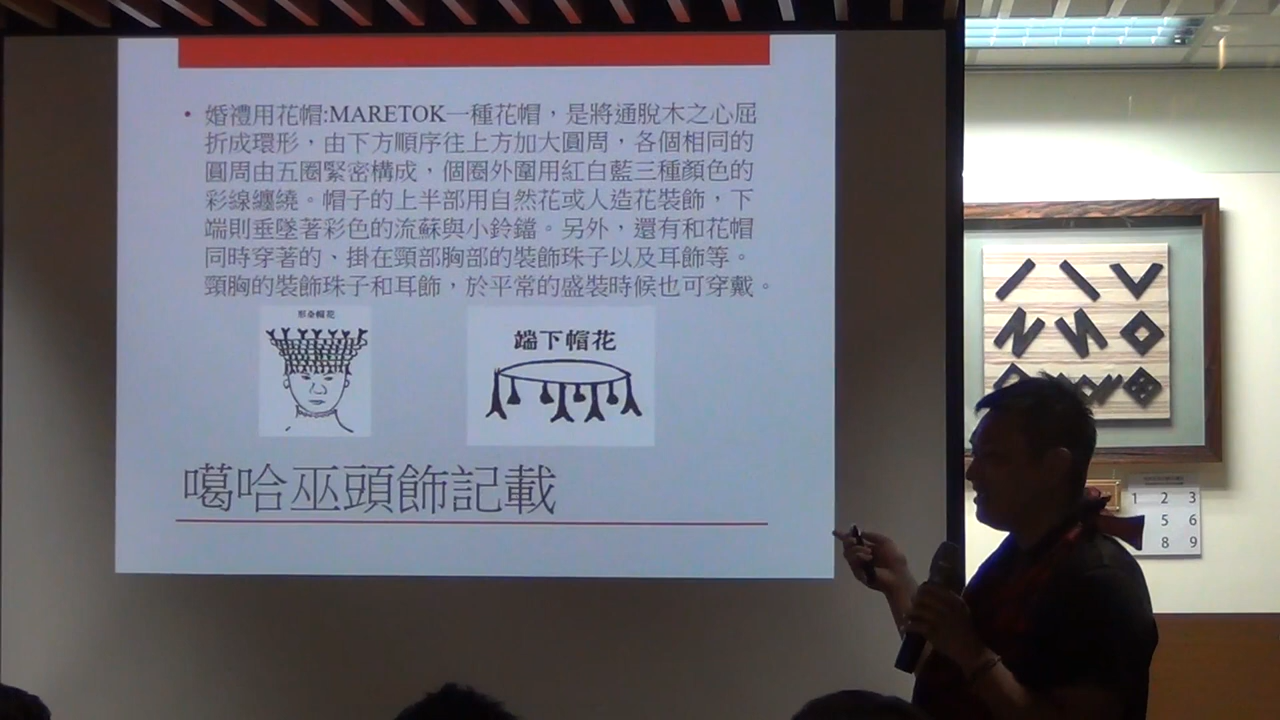 • 婚禮用花帽:MARETOK一種花帽，是將通脫木之心屈
折成環形，由下方順序往上方加大圓周，各個相同的
圓周由五圈緊密構成，個圈外圍用紅白藍三種顏色的
彩線纏繞。帽子的上半部用自然花或人造花裝飾，下
端則垂墜著彩色的流蘇與小鈴鐺。另外，還有和花帽
同時穿著的、掛在頸部胸部的裝飾珠子以及耳飾等。
頸胸的裝飾珠子和耳飾，於平常的盛裝時候也可穿戴。
端下帽花
噶哈巫頭飾記載
1 2 3
5 6
8 9